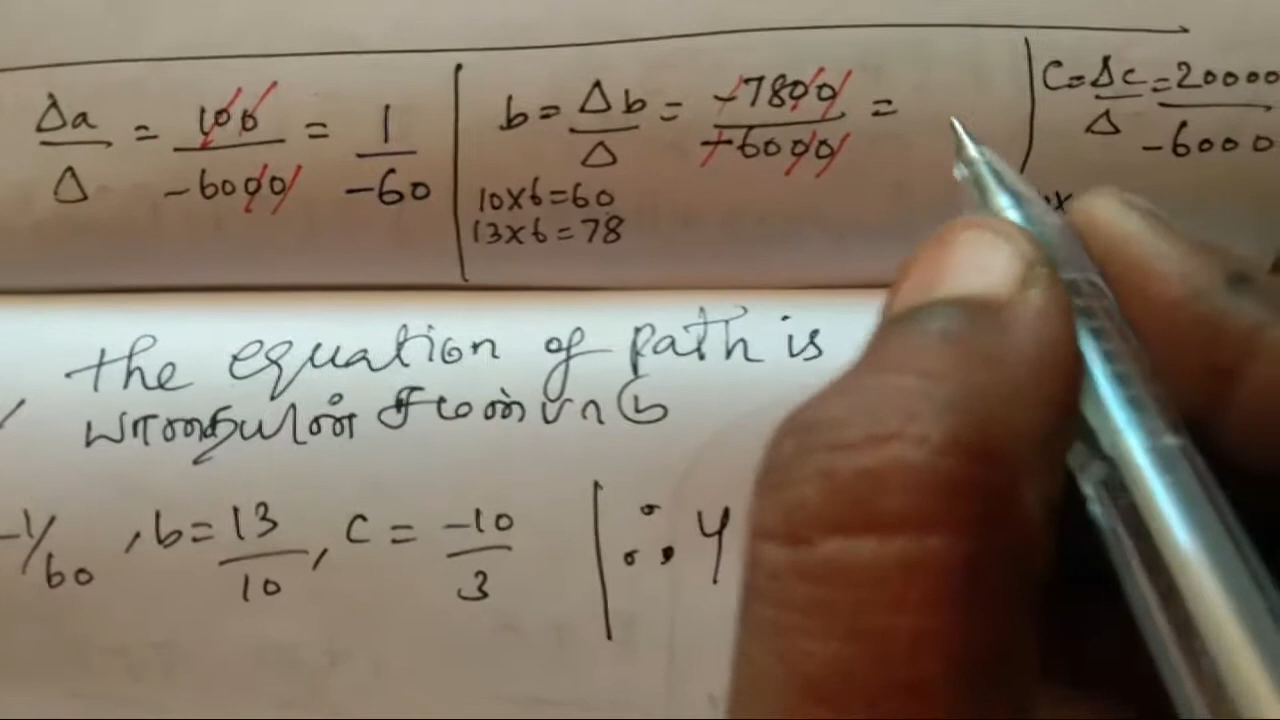 Δa/Δ = 100/-6000 = 1/-60
b = Δb/Δ = -7800/-6000 =
10x6=60
13x6=78
C = Δc/Δ = 20000/-6000
the equation of path is
பாதையின் சமன்பாடு
-1/60, b = 13/10, c = -10/3
∴ y